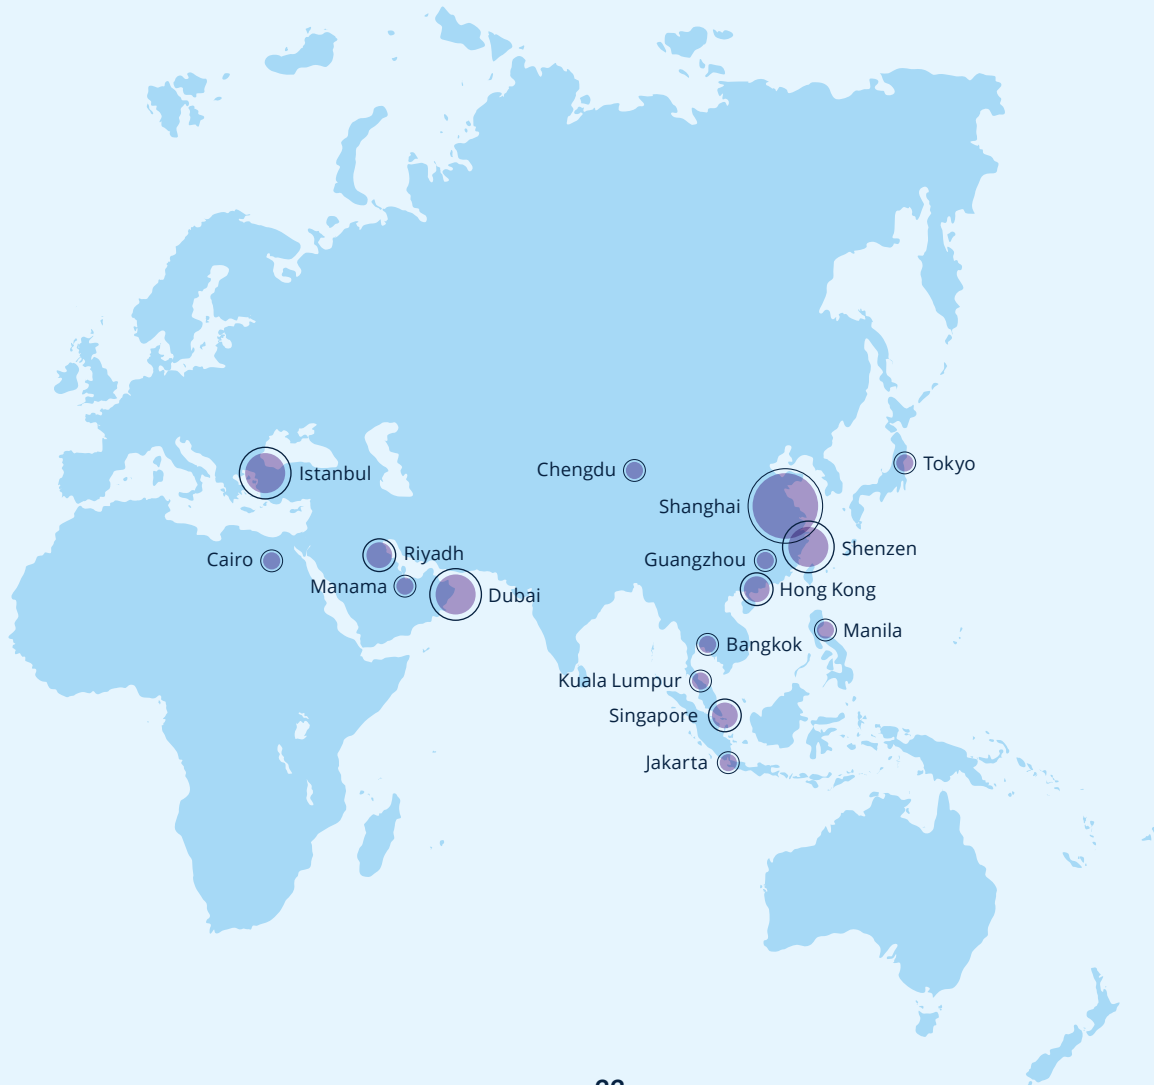 Tokyo
Chengdu
Istanbul
Shanghai
Shenzen
Riyadh
Cairo
Guangzhou
Manama
Hong Kong
Dubai
Manila
Bangkok
Kuala Lumpur
Singapore
Jakarta